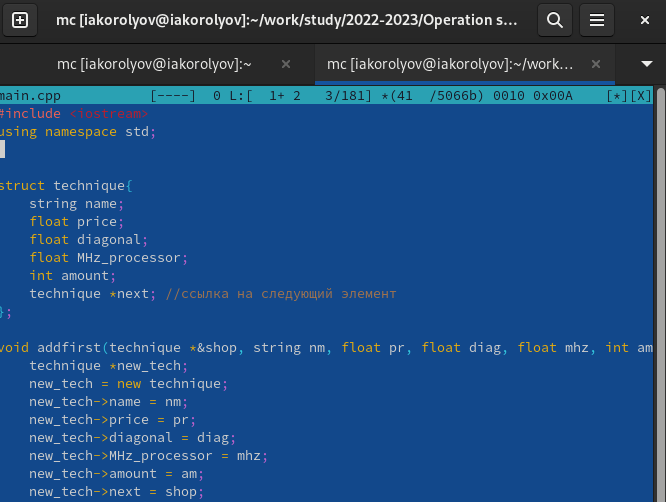 mc [iakorolyov@iakorolyov]:~/work/study/2022-2023/Operation s...
mc [iakorolyov@iakorolyov]:~
mc [iakorolyov@iakorolyov]:~/work...
main.cpp [----] 0 L:[ 1+ 2 3/181] *(41 /5066b) 0010 0x00A [*][X]
#include <iostream>
using namespace std;
struct technique{
string name;
float price;
float diagonal;
float MHz_processor;
int amount;
technique *next; //ссылка на следующий элемент
};
void addfirst(technique *&shop, string nm, float pr, float diag, float mhz, int am
technique *new_tech;
new_tech = new technique;
new_tech->name = nm;
new_tech->price = pr;
new_tech->diagonal = diag;
new_tech->MHz_processor = mhz;
new_tech->amount = am;
new_tech->next = shop;